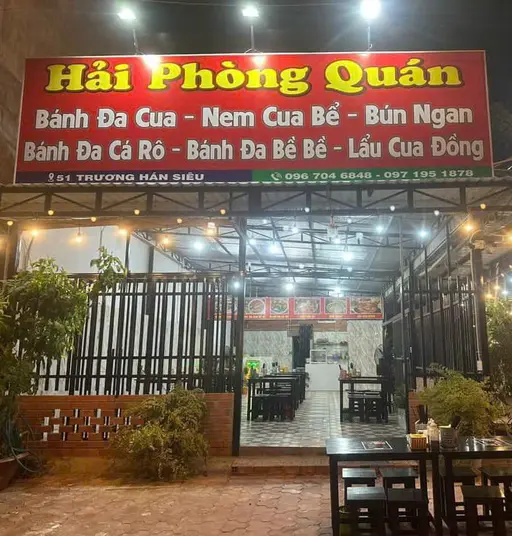 Hải Phòng Quán
Bánh Đa Cua - Nem Cua Bể - Bún Ngan
Bánh Đa Cá Rô - Bánh Đa Bề Bề - Lẩu Cua Đồng
51 TRƯƠNG HÁN SIÊU 096 704 6848 - 097 195 1878